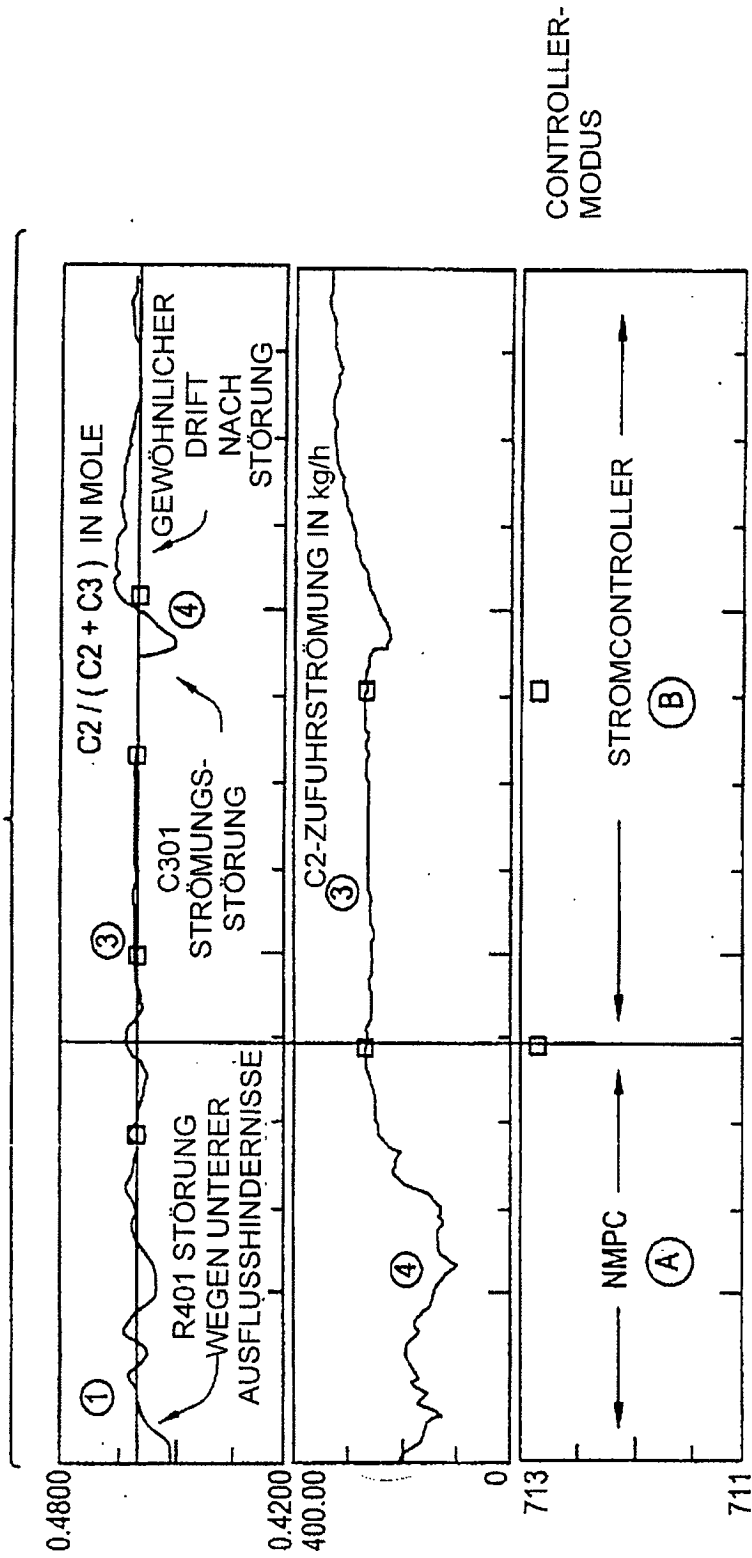 0.4800
C2 / ( C2 + C3 ) IN MOLE
1
R401 STÖRUNG
WEGEN UNTERER
AUSFLUSSHINDERNISSE
3
C301
STRÖMUNGS-
STÖRUNG
4
GEWÖHNLICHER
DRIFT
NACH
STÖRUNG
0.4200
400.00
C2-ZUFUHRSTRÖMUNG IN kg/h
4
3
0
713
NMPC
A
STROMCONTROLLER
B
711
CONTROLLER-
MODUS